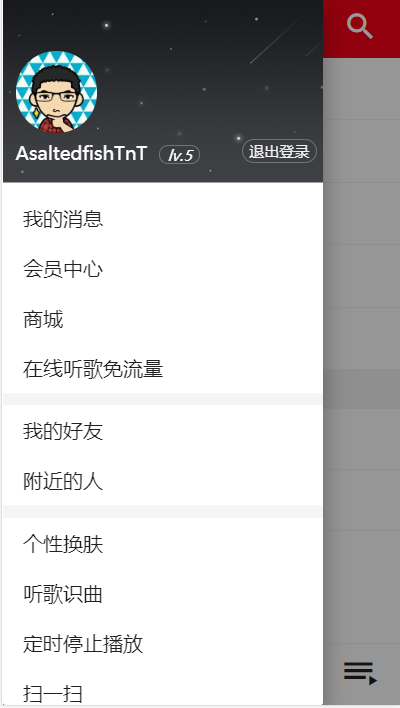 AsaltedfishTnT lv.5 退出登录
我的消息
会员中心
商城
在线听歌免流量
我的好友
附近的人
个性换肤
听歌识曲
定时停止播放
扫一扫